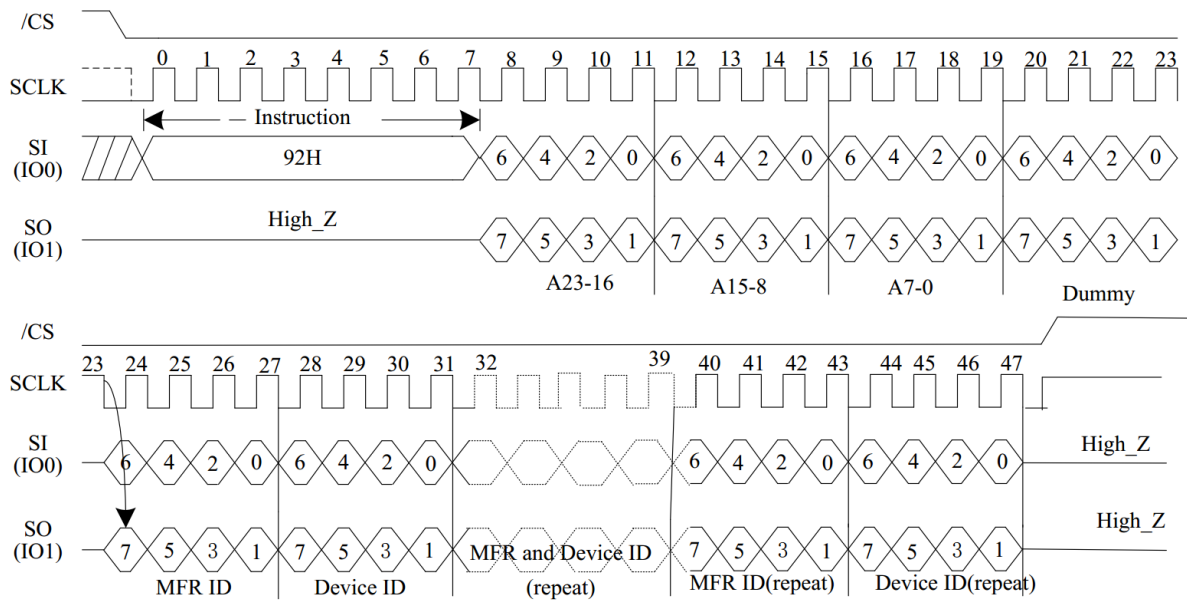 /CS
0 1 2 3 4 5 6 7 8 9 10 11 12 13 14 15 16 17 18 19 20 21 22 23
SCLK
Instruction
SI
(IO0)
92H 6 4 2 0 6 4 2 0 6 4 2 0 6 4 2 0
SO
(IO1)
High_Z 7 5 3 1 7 5 3 1 7 5 3 1 7 5 3 1
A23-16 A15-8 A7-0 Dummy
/CS
23 24 25 26 27 28 29 30 31 32 39 40 41 42 43 44 45 46 47
SCLK
SI
(IO0)
6 4 2 0 6 4 2 0 6 4 2 0 6 4 2 0 High_Z
SO
(IO1)
7 5 3 1 7 5 3 1 MFR and Device ID 7 5 3 1 7 5 3 1 High_Z
MFR ID Device ID (repeat) MFR ID(repeat) Device ID(repeat)